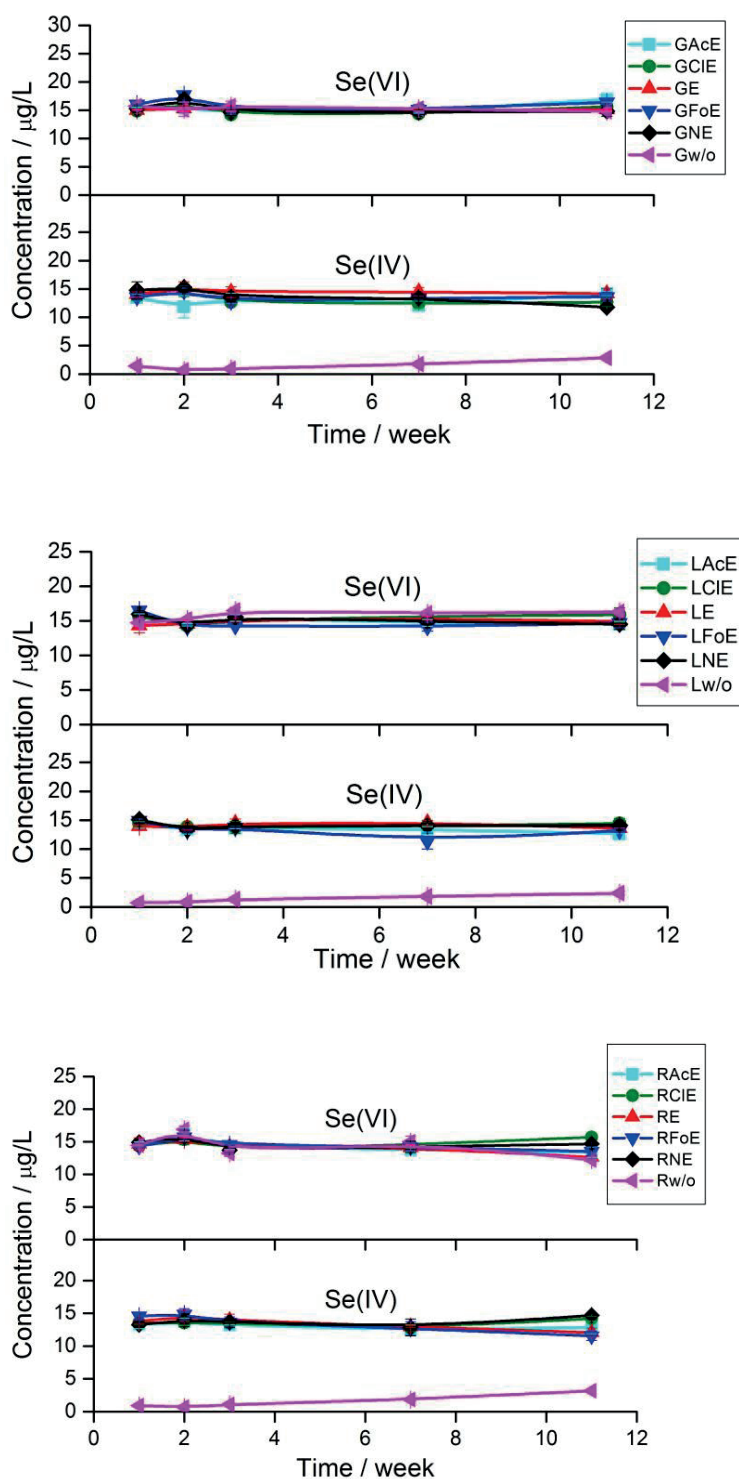 30
25
20
15
10
5
0
Concentration / µg/L
Se(VI)
GAcE
GClE
GE
GFoE
GNE
Gw/o
20
15
10
5
0
Se(IV)
0 2 4 6 8 10 12
Time / week
25
20
15
10
5
0
Concentration / µg/L
Se(VI)
LAcE
LClE
LE
LFoE
LNE
Lw/o
20
15
10
5
0
Se(IV)
0 2 4 6 8 10 12
Time / week
25
20
15
10
5
0
Concentration / µg/L
Se(VI)
RAcE
RClE
RE
RFoE
RNE
Rw/o
20
15
10
5
0
Se(IV)
0 2 4 6 8 10 12
Time / week